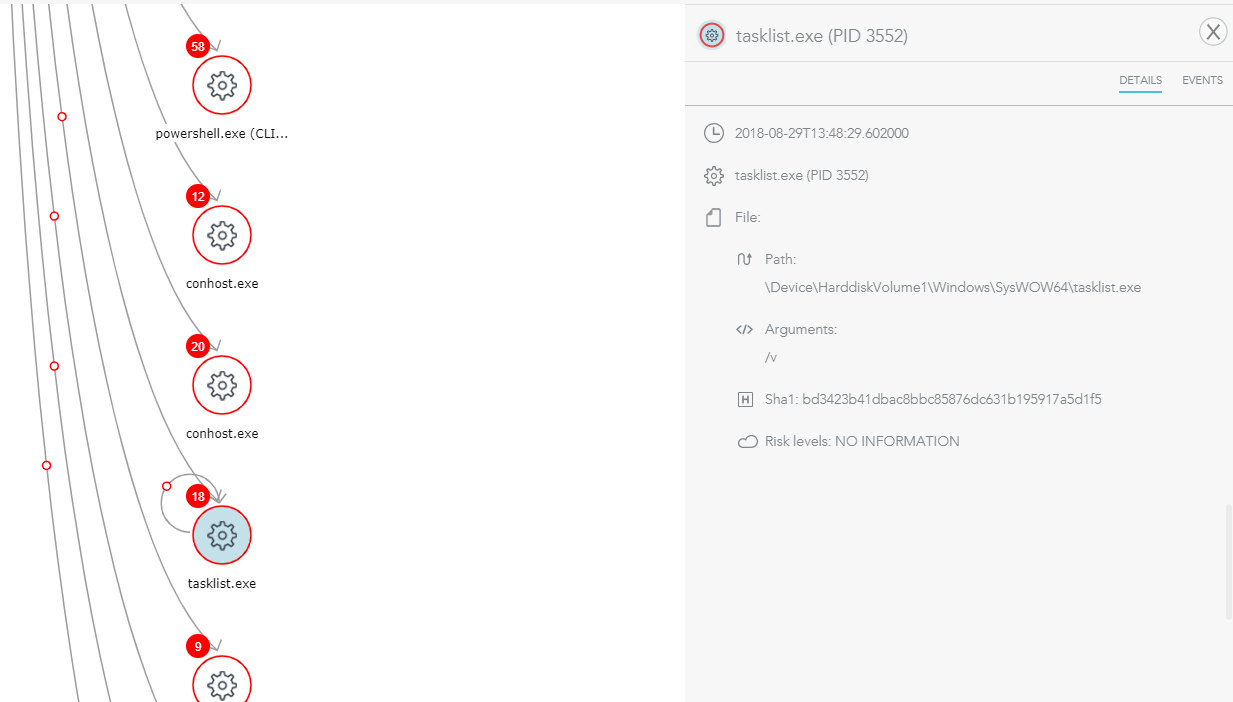 58
powershell.exe (CLI...
12
conhost.exe
20
conhost.exe
18
tasklist.exe
9
tasklist.exe (PID 3552)
X
DETAILS EVENTS
2018-08-29T13:48:29.602000
tasklist.exe (PID 3552)
File:
Path:
\Device\HarddiskVolume1\Windows\SysWOW64\tasklist.exe
</> Arguments:
/v
H Sha1: bd3423b41dbac8bbc85876dc631b195917a5d1f5
Risk levels: NO INFORMATION